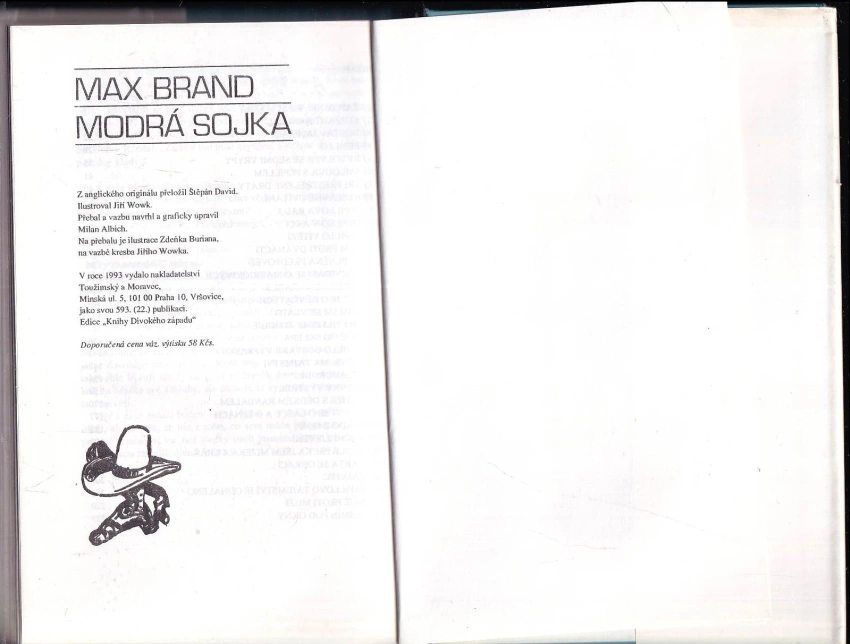 MAX BRAND
MODRÁ SOJKA
Z anglického originálu přeložil Štěpán David.
Ilustroval Jiří Wowk.
Přebal a vazbu navrhl a graficky upravil
Milan Albich.
Na přebalu je ilustrace Zdeňka Buriana,
na vazbě kresba Jiřího Wowka.
V roce 1993 vydalo nakladatelství
Toužimský a Moravec,
Minská ul. 5, 101 00 Praha 10, Vršovice,
jako svou 593. (22.) publikaci.
Edice „Knihy Divokého západu“
Doporučená cena váz. výtisku 58 Kčs.